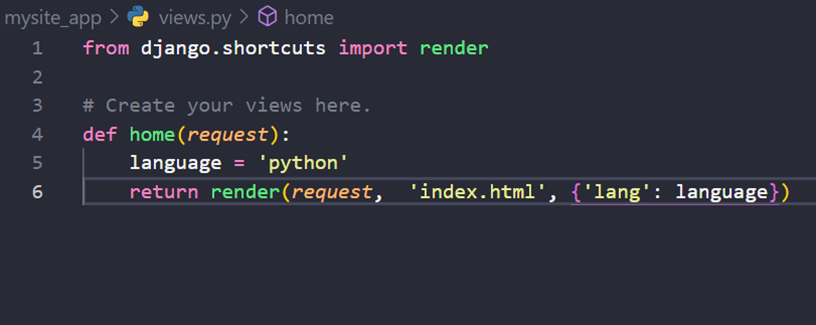 mysite_app > views.py > home
1 from django.shortcuts import render
2
3 # Create your views here.
4 def home(request):
5     language = 'python'
6     return render(request,  'index.html', {'lang': language})